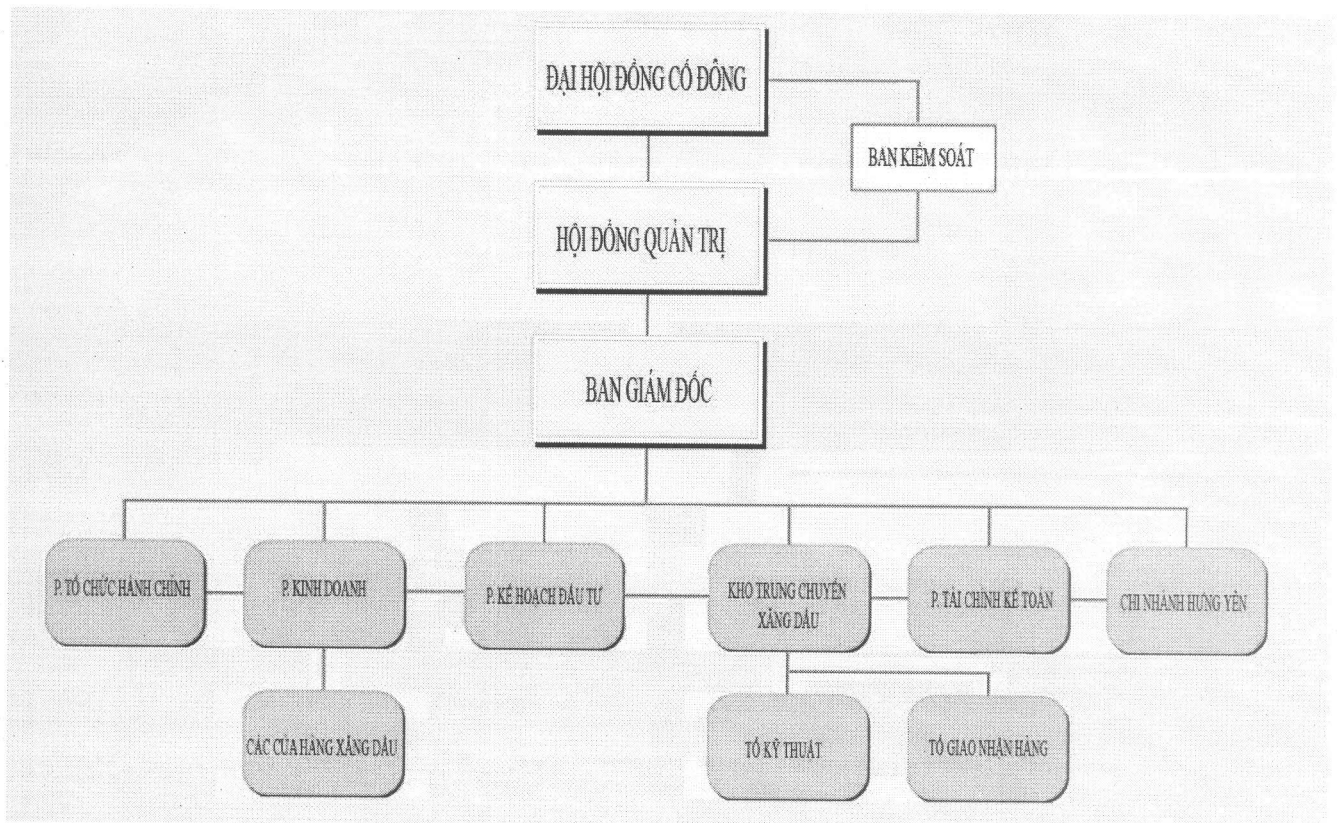 ĐẠI HỘI ĐỒNG CỔ ĐÔNG
BAN KIỂM SOÁT
HỘI ĐỒNG QUẢN TRỊ
BAN GIÁM ĐỐC
P. TỔ CHỨC HÀNH CHÍNH
P. KINH DOANH
P. KẾ HOẠCH ĐẦU TƯ
KHO TRUNG CHUYỂN
XĂNG DẦU
P. TÀI CHÍNH KẾ TOÁN
CHI NHÁNH HƯNG YÊN
CÁC CỦA HÀNG XĂNG DẦU
TỔ KỸ THUẬT
TỔ GIAO NHẬN HÀNG